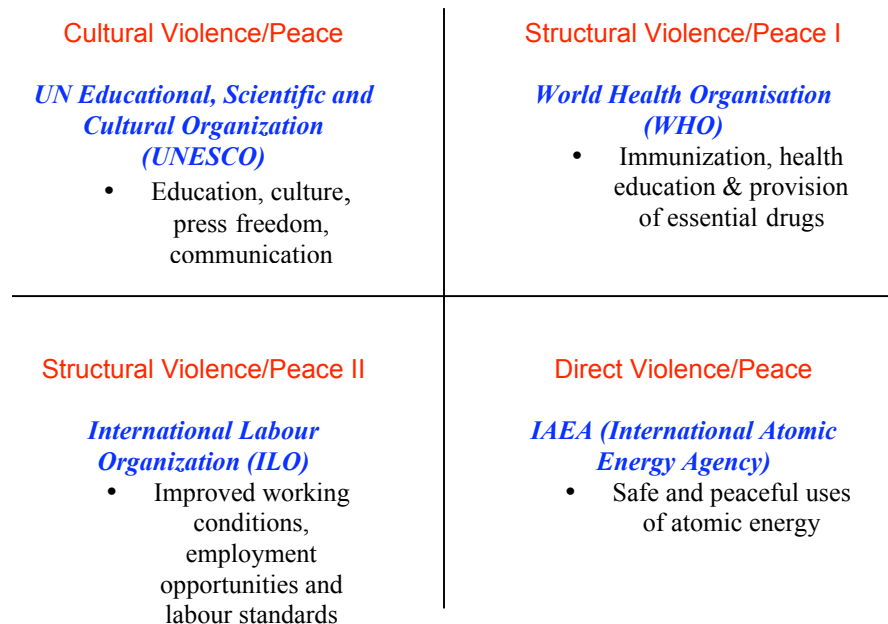 Cultural Violence/Peace
UN Educational, Scientific and
Cultural Organization
(UNESCO)
• Education, culture,
press freedom,
communication
Structural Violence/Peace I
World Health Organisation
(WHO)
• Immunization, health
education & provision
of essential drugs
Structural Violence/Peace II
International Labour
Organization (ILO)
• Improved working
conditions,
employment
opportunities and
labour standards
Direct Violence/Peace
IAEA (International Atomic
Energy Agency)
• Safe and peaceful uses
of atomic energy